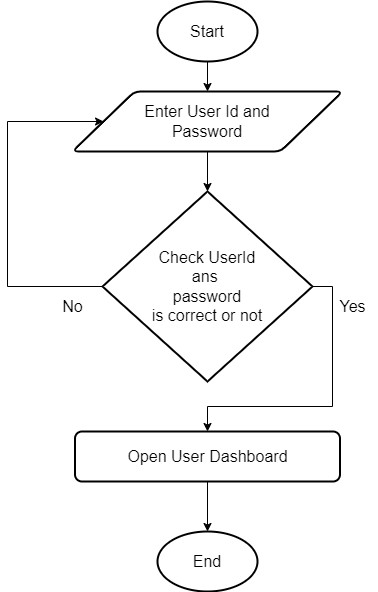 Start
Enter User Id and
Password
Check UserId
ans
password
is correct or not
No
Yes
Open User Dashboard
End